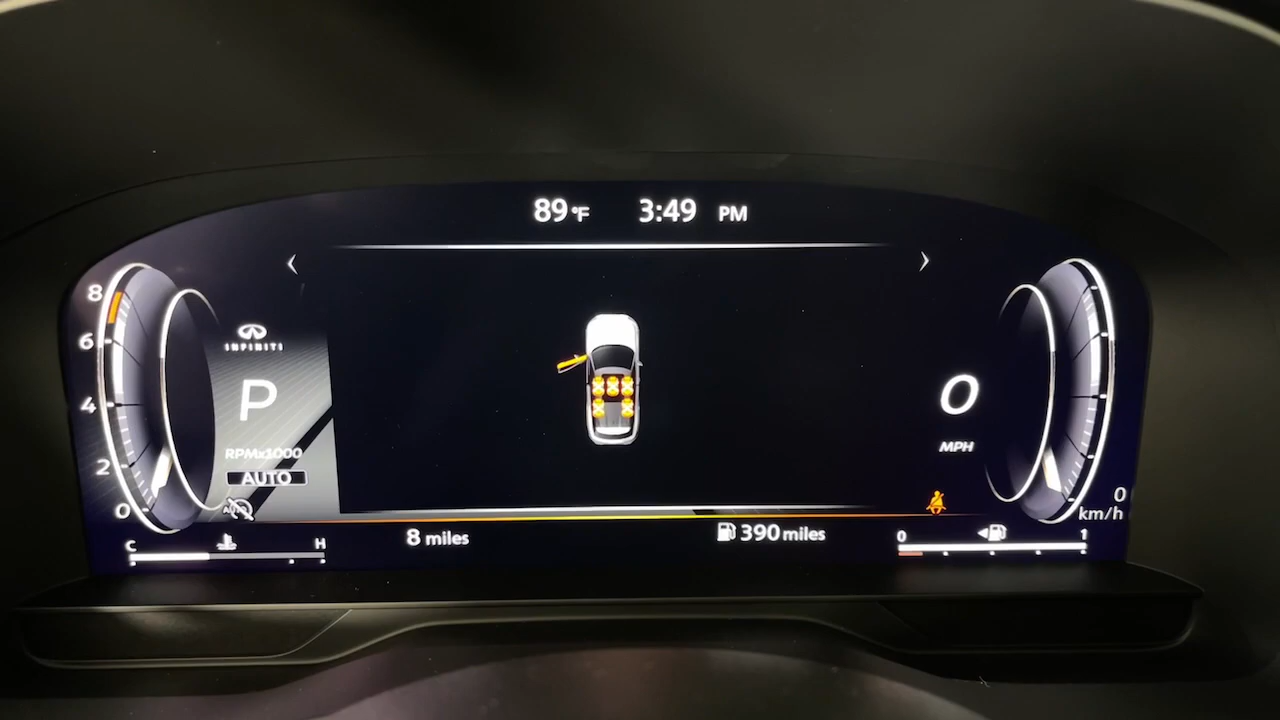 89°F 3:49 PM
8
6
4
2
0
INFINITI
P
RPMx1000
AUTO
AUTO
C H
8 miles
390 miles
0
MPH
0
km/h
0 1